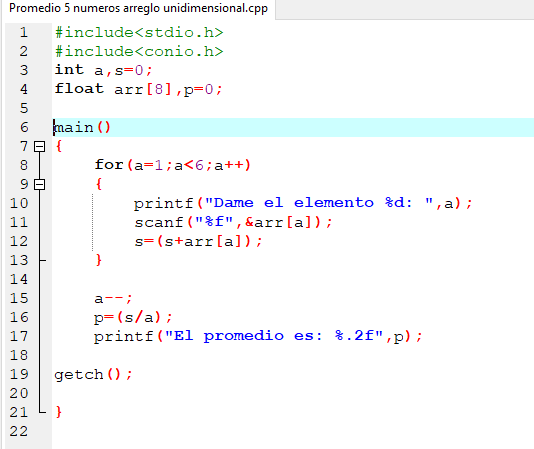 Promedio 5 numeros arreglo unidimensional.cpp
1 #include<stdio.h>
2 #include<conio.h>
3 int a,s=0;
4 float arr[8],p=0;
5
6 main()
7 {
8 for(a=1;a<6;a++)
9 {
10 printf("Dame el elemento %d: ",a);
11 scanf("%f",&arr[a]);
12 s=(s+arr[a]);
13 }
14
15 a--;
16 p=(s/a);
17 printf("El promedio es: %.2f",p);
18
19 getch();
20
21 }
22